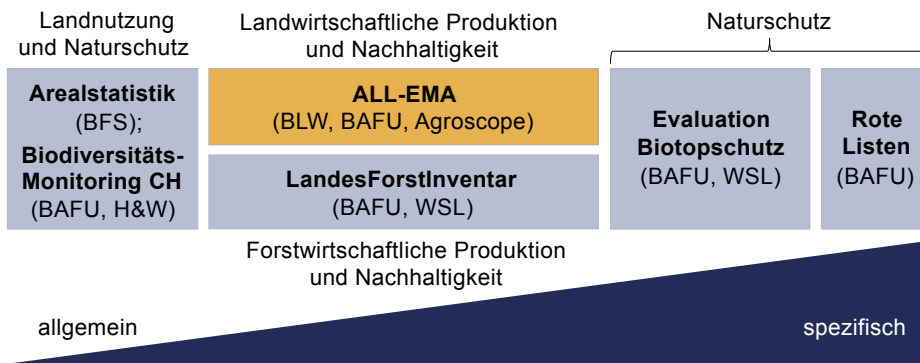 Landnutzung
und Naturschutz
Landwirtschaftliche Produktion
und Nachhaltigkeit
Naturschutz
Arealstatistik
(BFS);
Biodiversitäts-
Monitoring CH
(BAFU, H&W)
ALL-EMA
(BLW, BAFU, Agroscope)
LandesForstInventar
(BAFU, WSL)
Evaluation
Biotopschutz
(BAFU, WSL)
Rote
Listen
(BAFU)
Forstwirtschaftliche Produktion
und Nachhaltigkeit
allgemein
spezifisch